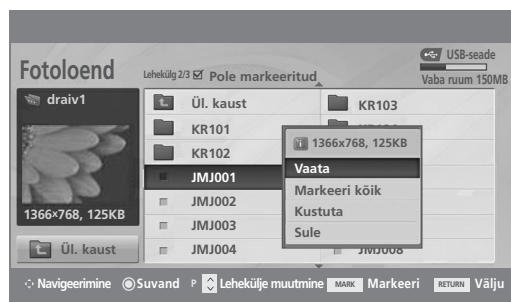 USB-seade
Fotoloend
Lehekülg 2/3
Pole markeeritud
Vaba ruum 150MB
draiv1
1366×768, 125KB
Ül. kaust
Ül. kaust
KR101
KR102
JMJ001
JMJ002
JMJ003
JMJ004
KR103
JMJ008
1366x768, 125KB
Vaata
Markeeri kõik
Kustuta
Sule
Navigeerimine
Suvand
P Lehekülje muutmine
MARK Markeeri
RETURN Välju